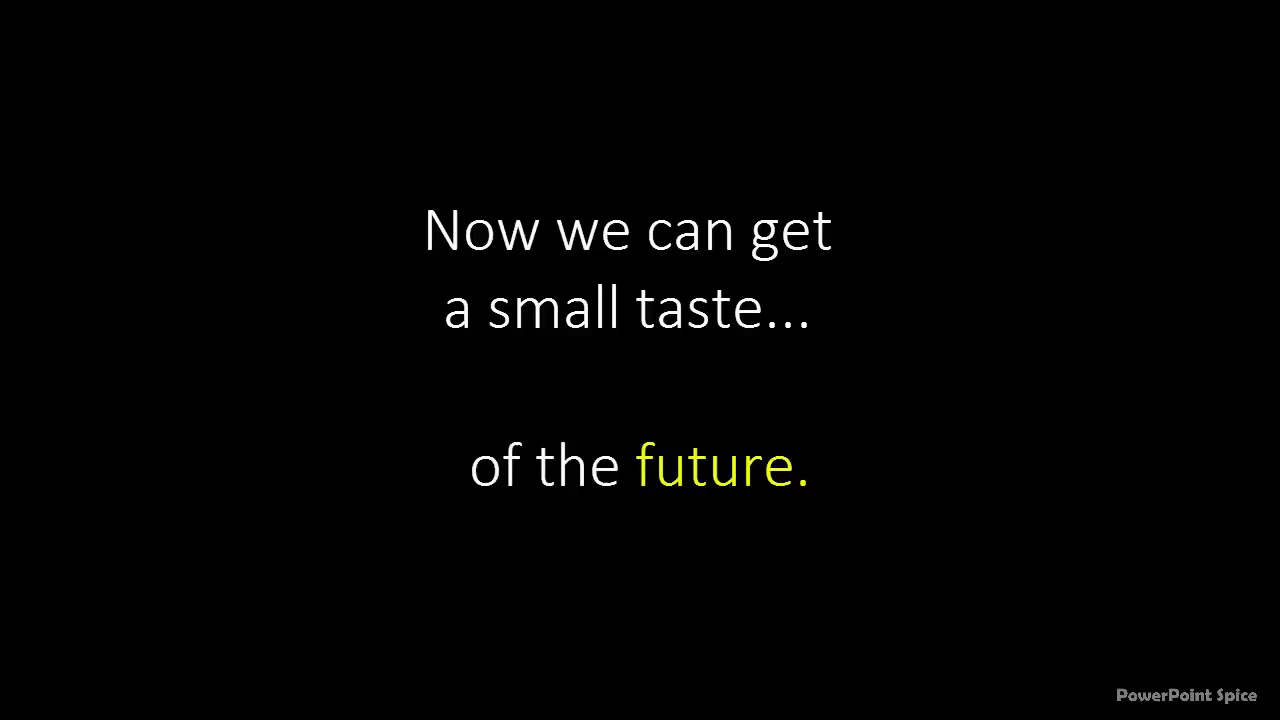 Now we can get
a small taste...
of the future.
PowerPoint Spice